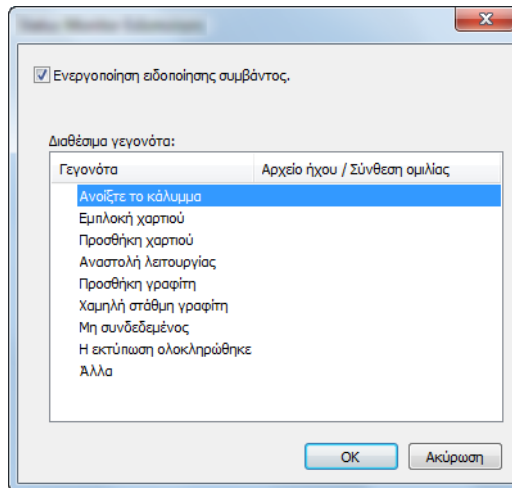 Ενεργοποίηση ειδοποίησης συμβάντος.
Διαθέσιμα γεγονότα:
Γεγονότα Αρχείο ήχου / Σύνθεση ομιλίας
Ανοίξτε το κάλυμμα
Εμπλοκή χαρτιού
Προσθήκη χαρτιού
Αναστολή λειτουργίας
Προσθήκη γραφίτη
Χαμηλή στάθμη γραφίτη
Μη συνδεδεμένος
Η εκτύπωση ολοκληρώθηκε
Άλλα
OK Ακύρωση